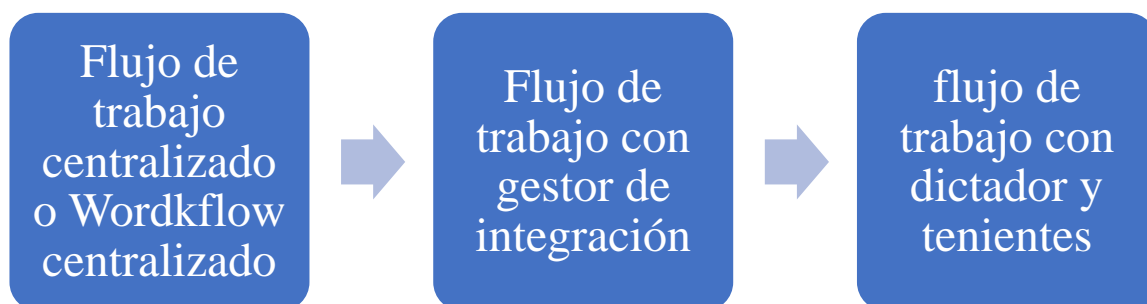 Flujo de
trabajo
centralizado
o Wordkflow
centralizado
Flujo de
trabajo con
gestor de
integración
flujo de
trabajo con
dictador y
tenientes